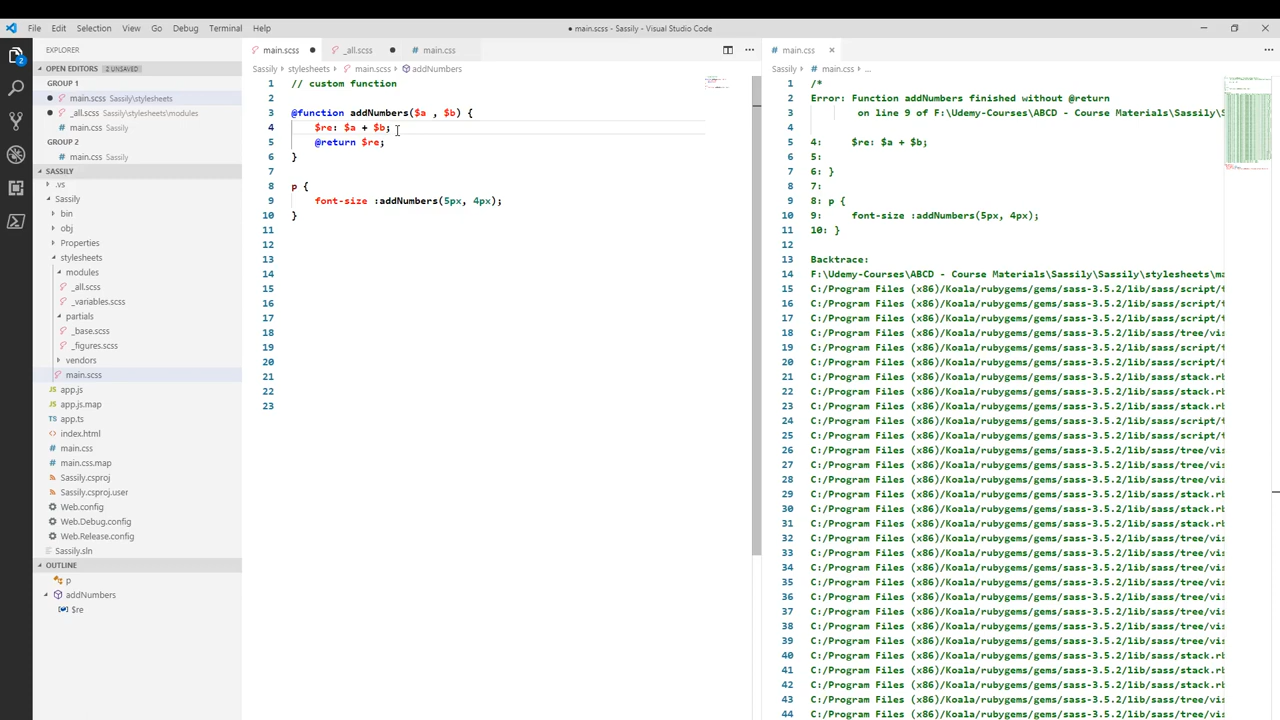 File Edit Selection View Go Debug Terminal Help
● main.scss - Sassily - Visual Studio Code
EXPLORER
OPEN EDITORS 2 UNSAVED
GROUP 1
main.scss Sassily\stylesheets
_all.scss Sassily\stylesheets\modules
main.css Sassily
GROUP 2
main.css Sassily
SASSILY
.vs
Sassily
bin
obj
Properties
stylesheets
modules
_all.scss
_variables.scss
partials
_base.scss
_figures.scss
vendors
main.scss
app.js
app.js.map
app.ts
index.html
main.css
main.css.map
Sassily.csproj
Sassily.csproj.user
Web.config
Web.Debug.config
Web.Release.config
Sassily.sln
OUTLINE
p
addNumbers
$re
2
main.scss _all.scss main.css
Sassily stylesheets main.scss addNumbers
1 // custom function
2
3 @function addNumbers($a , $b) {
4 $re: $a + $b;
5 @return $re;
6 }
7
8 p {
9 font-size :addNumbers(5px, 4px);
10 }
11
12
13
14
15
16
17
18
19
20
21
22
23
main.css
Sassily main.css ...
1 /*
2 Error: Function addNumbers finished without @return
3 on line 9 of F:\Udemy-Courses\ABCD - Course Materials\Sassily\S
4
5 4: $re: $a + $b;
6 5:
7 6: }
8 7:
9 8: p {
10 9: font-size :addNumbers(5px, 4px);
11 10: }
12
13 Backtrace:
14 F:\Udemy-Courses\ABCD - Course Materials\Sassily\Sassily\stylesheets\ma
15 C:/Program Files (x86)/Koala/rubygems/gems/sass-3.5.2/lib/sass/script/t
16 C:/Program Files (x86)/Koala/rubygems/gems/sass-3.5.2/lib/sass/script/t
17 C:/Program Files (x86)/Koala/rubygems/gems/sass-3.5.2/lib/sass/script/t
18 C:/Program Files (x86)/Koala/rubygems/gems/sass-3.5.2/lib/sass/tree/vis
19 C:/Program Files (x86)/Koala/rubygems/gems/sass-3.5.2/lib/sass/script/t
20 C:/Program Files (x86)/Koala/rubygems/gems/sass-3.5.2/lib/sass/tree/vis
21 C:/Program Files (x86)/Koala/rubygems/gems/sass-3.5.2/lib/sass/stack.rb
22 C:/Program Files (x86)/Koala/rubygems/gems/sass-3.5.2/lib/sass/stack.rb
23 C:/Program Files (x86)/Koala/rubygems/gems/sass-3.5.2/lib/sass/tree/vis
24 C:/Program Files (x86)/Koala/rubygems/gems/sass-3.5.2/lib/sass/script/t
25 C:/Program Files (x86)/Koala/rubygems/gems/sass-3.5.2/lib/sass/script/t
26 C:/Program Files (x86)/Koala/rubygems/gems/sass-3.5.2/lib/sass/tree/vis
27 C:/Program Files (x86)/Koala/rubygems/gems/sass-3.5.2/lib/sass/tree/vis
28 C:/Program Files (x86)/Koala/rubygems/gems/sass-3.5.2/lib/sass/tree/vis
29 C:/Program Files (x86)/Koala/rubygems/gems/sass-3.5.2/lib/sass/stack.rb
30 C:/Program Files (x86)/Koala/rubygems/gems/sass-3.5.2/lib/sass/tree/vis
31 C:/Program Files (x86)/Koala/rubygems/gems/sass-3.5.2/lib/sass/stack.rb
32 C:/Program Files (x86)/Koala/rubygems/gems/sass-3.5.2/lib/sass/tree/vis
33 C:/Program Files (x86)/Koala/rubygems/gems/sass-3.5.2/lib/sass/tree/vis
34 C:/Program Files (x86)/Koala/rubygems/gems/sass-3.5.2/lib/sass/tree/vis
35 C:/Program Files (x86)/Koala/rubygems/gems/sass-3.5.2/lib/sass/tree/vis
36 C:/Program Files (x86)/Koala/rubygems/gems/sass-3.5.2/lib/sass/tree/vis
37 C:/Program Files (x86)/Koala/rubygems/gems/sass-3.5.2/lib/sass/tree/vis
38 C:/Program Files (x86)/Koala/rubygems/gems/sass-3.5.2/lib/sass/tree/vis
39 C:/Program Files (x86)/Koala/rubygems/gems/sass-3.5.2/lib/sass/tree/vis
40 C:/Program Files (x86)/Koala/rubygems/gems/sass-3.5.2/lib/sass/stack.rb
41 C:/Program Files (x86)/Koala/rubygems/gems/sass-3.5.2/lib/sass/stack.rb
42 C:/Program Files (x86)/Koala/rubygems/gems/sass-3.5.2/lib/sass/tree/vis
43 C:/Program Files (x86)/Koala/rubygems/gems/sass-3.5.2/lib/sass/tree/vis
44 C:/Program Files (x86)/Koala/rubygems/gems/sass-3.5.2/lib/sass/tree/vis